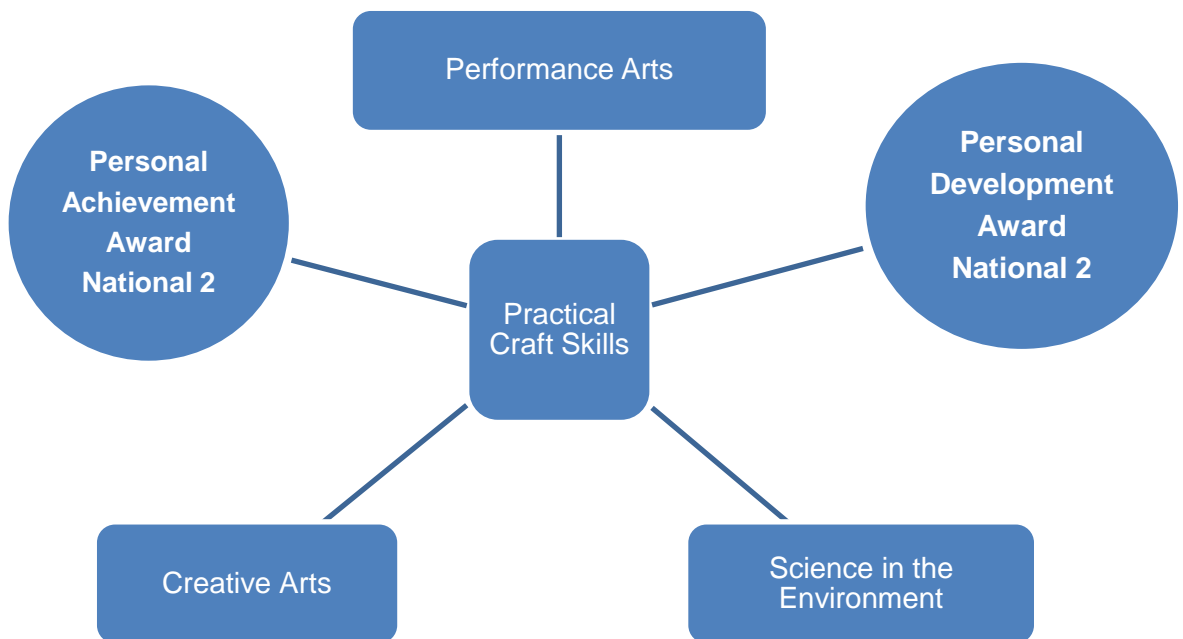 Performance Arts
Personal
Achievement
Award
National 2
Personal
Development
Award
National 2
Practical
Craft Skills
Creative Arts
Science in the
Environment